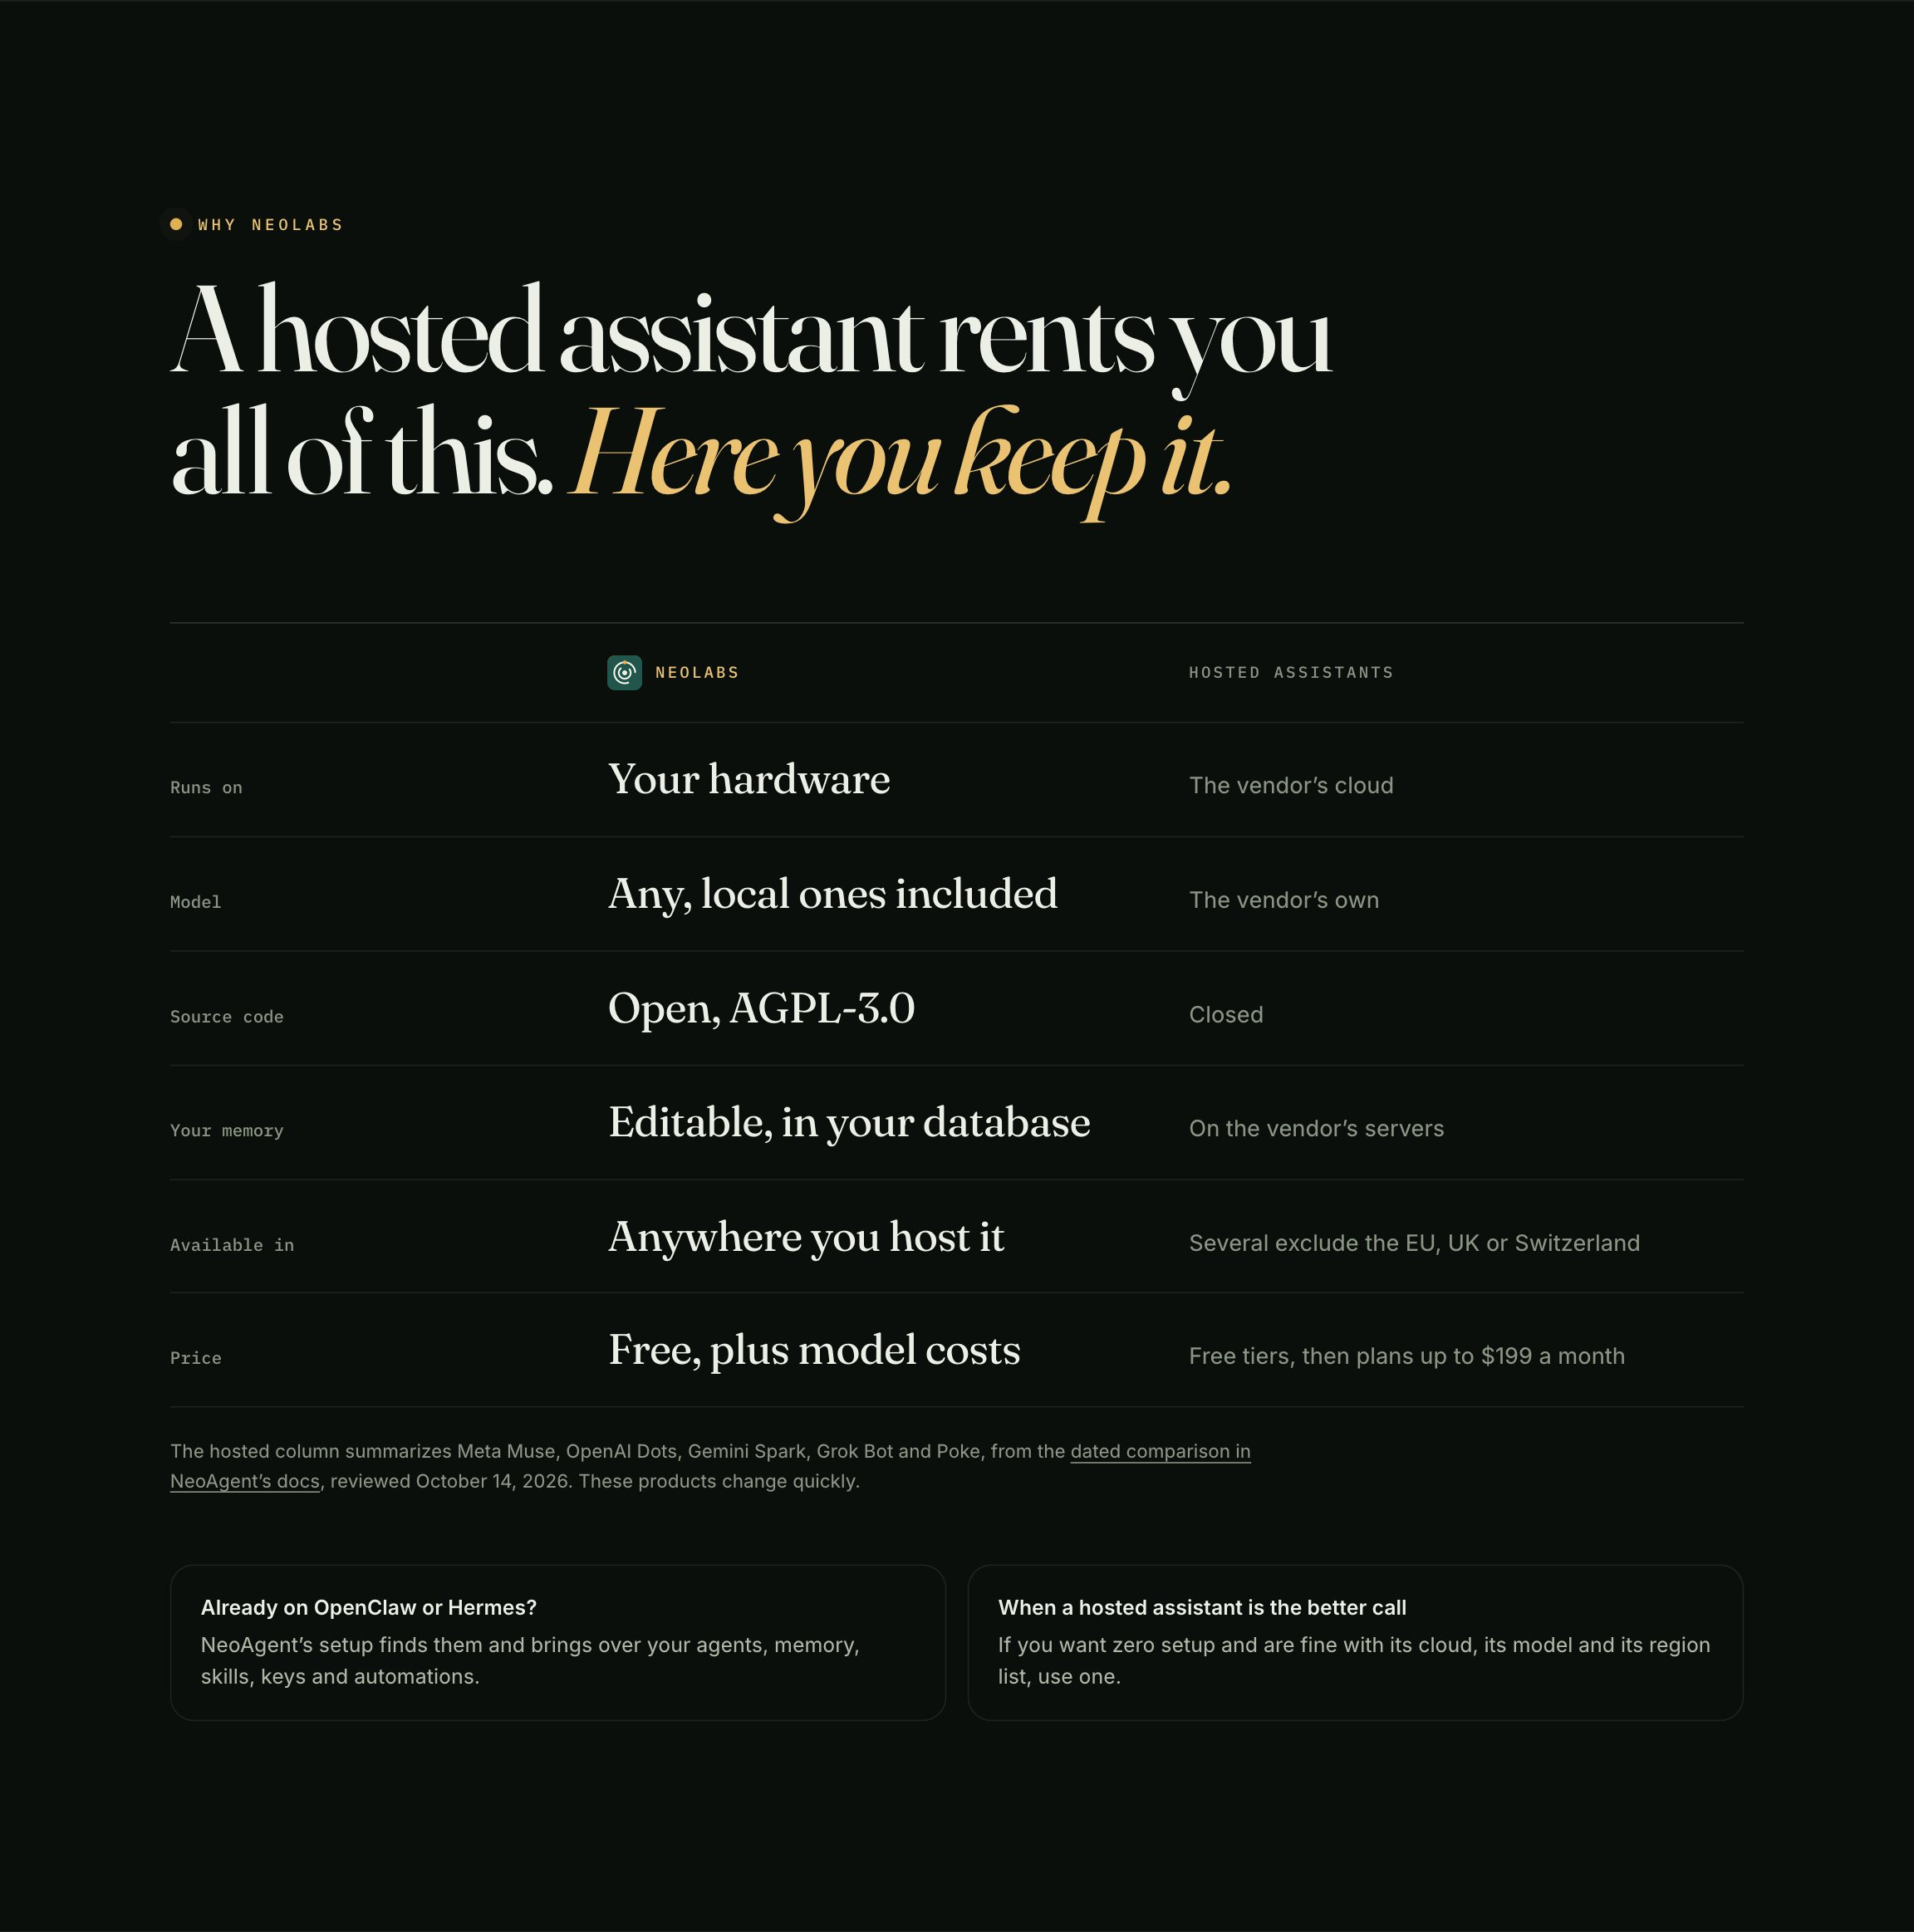 WHY NEOLABS
A hosted assistant rents you
all of this. Here you keep it.
NEOLABS
HOSTED ASSISTANTS
Runs on
Your hardware
The vendor’s cloud
Model
Any, local ones included
The vendor’s own
Source code
Open, AGPL-3.0
Closed
Your memory
Editable, in your database
On the vendor’s servers
Available in
Anywhere you host it
Several exclude the EU, UK or Switzerland
Price
Free, plus model costs
Free tiers, then plans up to $199 a month
The hosted column summarizes Meta Muse, OpenAI Dots, Gemini Spark, Grok Bot and Poke, from the dated comparison in
NeoAgent’s docs, reviewed October 14, 2026. These products change quickly.
Already on OpenClaw or Hermes?
NeoAgent’s setup finds them and brings over your agents, memory,
skills, keys and automations.
When a hosted assistant is the better call
If you want zero setup and are fine with its cloud, its model and its region
list, use one.